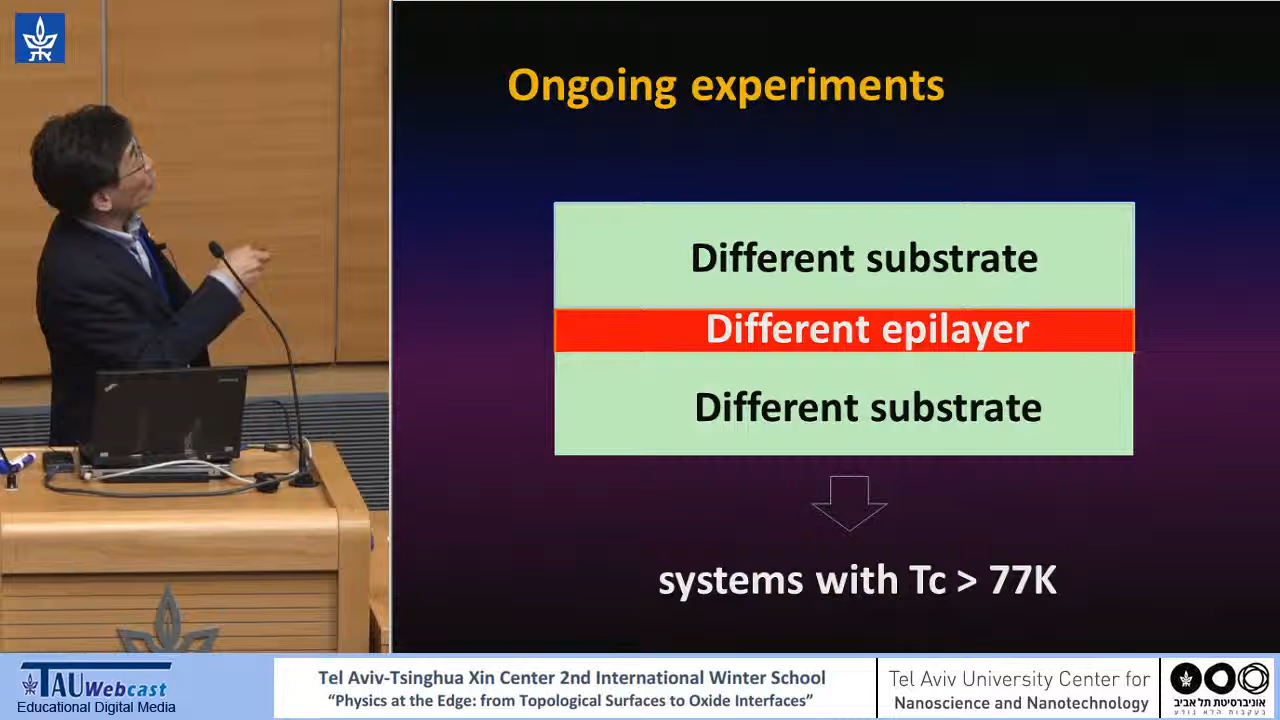 Ongoing experiments
Different substrate
Different epilayer
Different substrate
systems with Tc > 77K
TAU Webcast
Educational Digital Media
Tel Aviv-Tsinghua Xin Center 2nd International Winter School
“Physics at the Edge: from Topological Surfaces to Oxide Interfaces”
Tel Aviv University Center for
Nanoscience and Nanotechnology
אוניברסיטת תל אביב